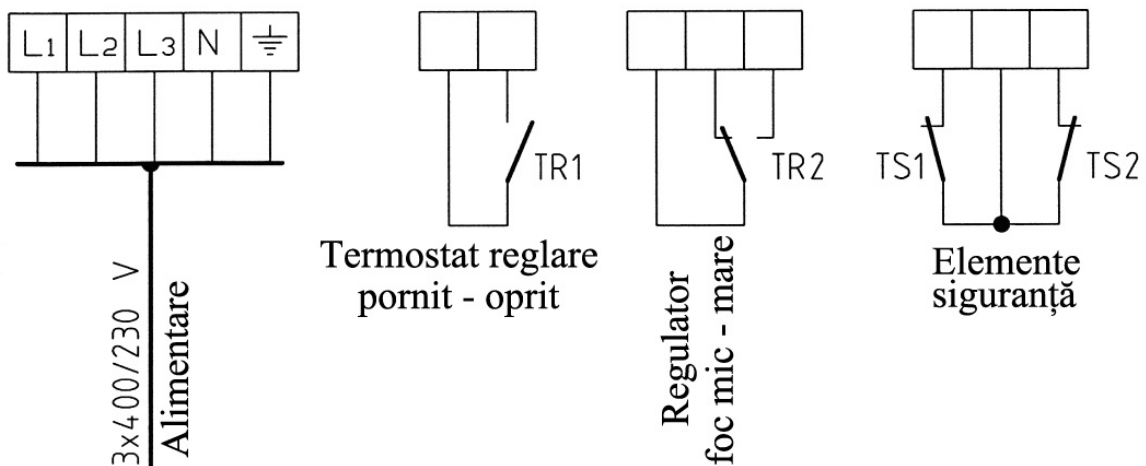 L1 L2 L3 N
TR1
TR2
TS1
TS2
Termostat reglare
pornit - oprit
Regulator
foc mic - mare
Elemente
siguranță
3x400/230 V
Alimentare